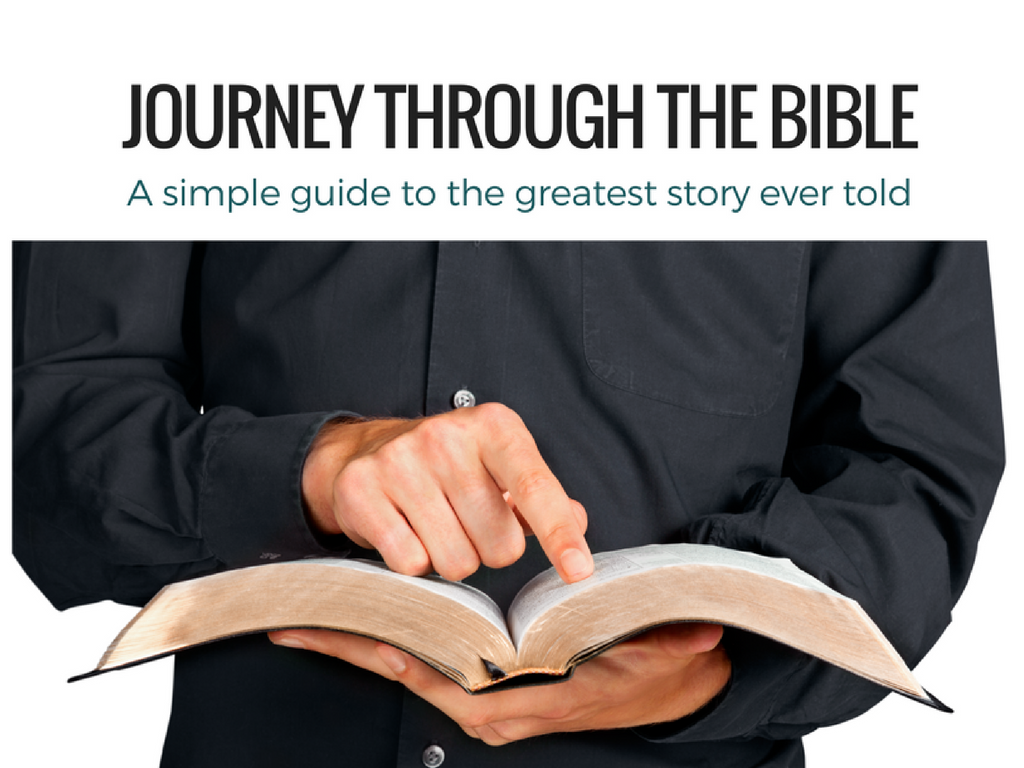 JOURNEY THROUGH THE BIBLE
A simple guide to the greatest story ever told